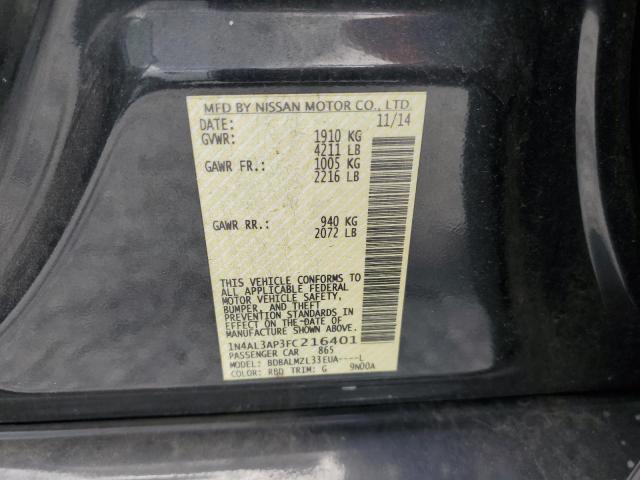 MFD BY NISSAN MOTOR CO., LTD.
DATE: 11/14
GVWR: 1910 KG
4211 LB
GAWR FR.: 1005 KG
2216 LB
GAWR RR.: 940 KG
2072 LB
THIS VEHICLE CONFORMS TO
ALL APPLICABLE FEDERAL
MOTOR VEHICLE SAFETY,
BUMPER, AND THEFT
PREVENTION STANDARDS IN
EFFECT ON THE DATE OF
MANUFACTURE SHOWN ABOVE.
1N4AL3AP3FC216401
PASSENGER CAR 865
MODEL: BDBALMZL33EUA----L
COLOR: RBD TRIM: G 9N00A